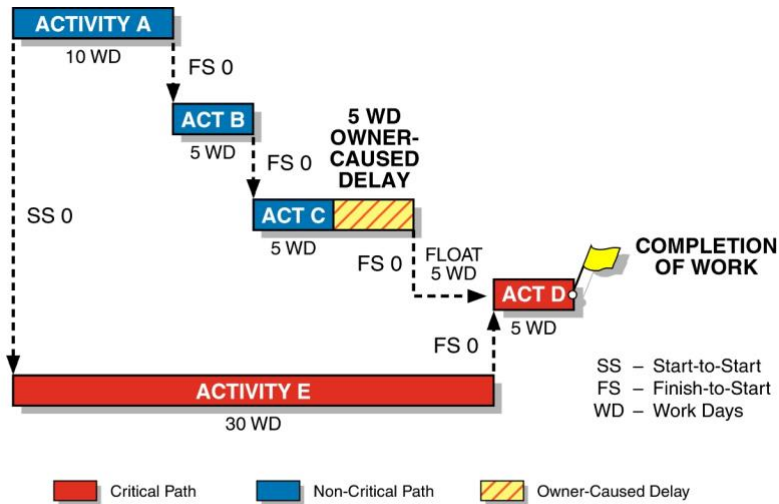 ACTIVITY A
10 WD
FS 0
ACT B
5 WD
FS 0
5 WD
OWNER-
CAUSED
DELAY
ACT C
5 WD
SS 0
FS 0
FLOAT
5 WD
COMPLETION
OF WORK
ACT D
5 WD
FS 0
ACTIVITY E
30 WD
SS – Start-to-Start
FS – Finish-to-Start
WD – Work Days
Critical Path
Non-Critical Path
Owner-Caused Delay